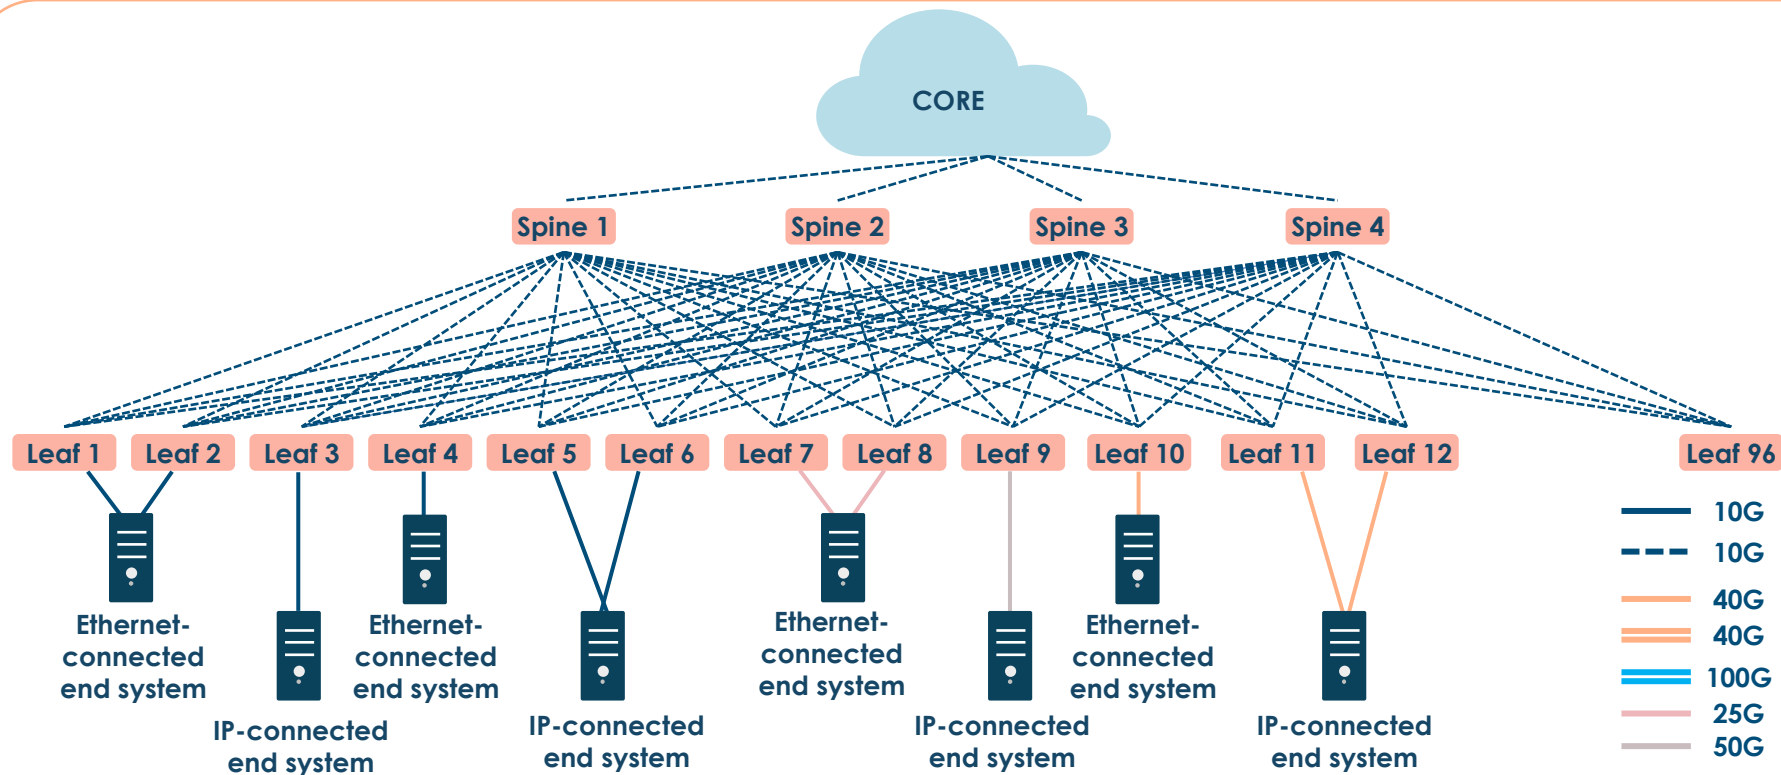 CORE
Spine 1
Spine 2
Spine 3
Spine 4
Leaf 1
Leaf 2
Leaf 3
Leaf 4
Leaf 5
Leaf 6
Leaf 7
Leaf 8
Leaf 9
Leaf 10
Leaf 11
Leaf 12
Leaf 96
Ethernet-
connected
end system
IP-connected
end system
Ethernet-
connected
end system
IP-connected
end system
Ethernet-
connected
end system
IP-connected
end system
Ethernet-
connected
end system
IP-connected
end system
10G
10G
40G
40G
100G
25G
50G